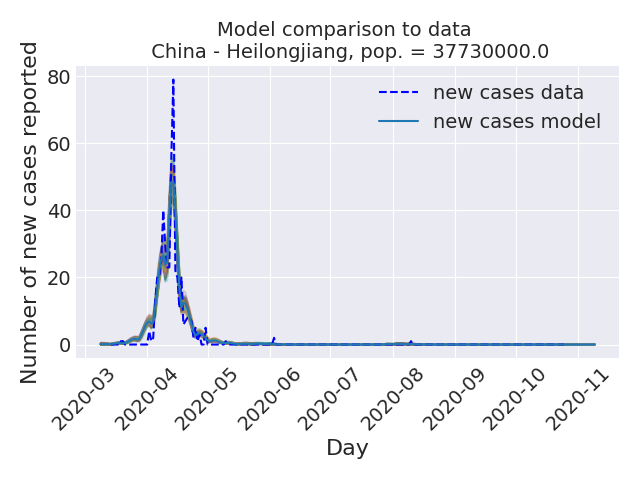 Model comparison to data
China - Heilongjiang, pop. = 37730000.0
Number of new cases reported
80
60
40
20
0
new cases data
new cases model
2020-03
2020-04
2020-05
2020-06
2020-07
2020-08
2020-09
2020-10
2020-11
Day